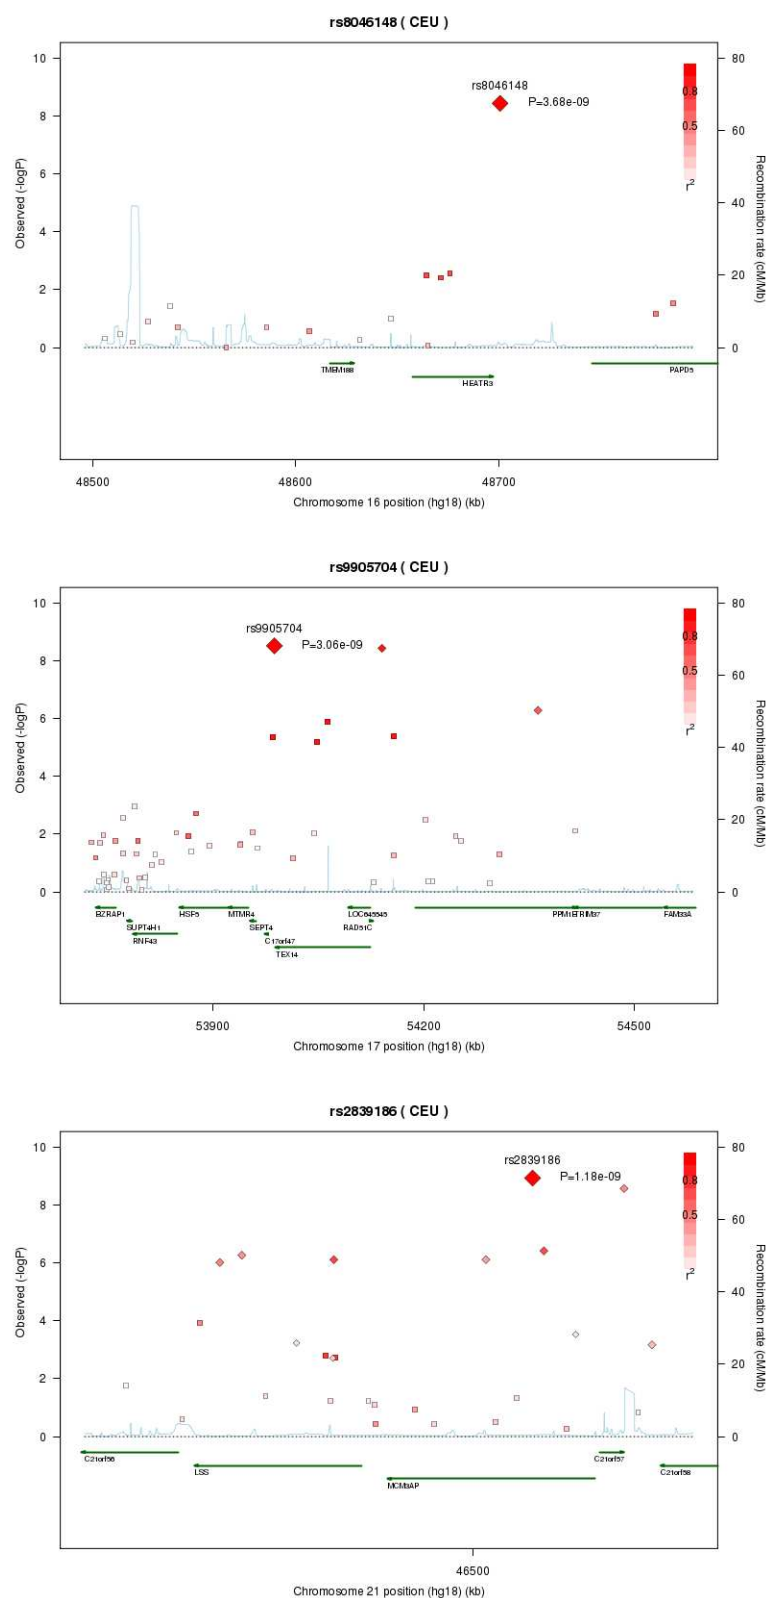 rs8046148 ( CEU )
10
8
6
4
2
0
Observed (-logP)
80
60
40
20
0
Recombination rate (cM/Mb)
rs8046148
P=3.68e-09
0.8
0.5
r2
TMEM188
HEATR3
PAPD5
48500
48600
48700
Chromosome 16 position (hg18) (kb)
rs9905704 ( CEU )
10
8
6
4
2
0
Observed (-logP)
80
60
40
20
0
Recombination rate (cM/Mb)
rs9905704
P=3.06e-09
0.8
0.5
r2
BZRAP1
HSF5
MTMR4
LOC645545
PPM1E
TRIM37
FAM33A
SUPT4H1
SEPT4
RAD51C
RNF43
C17orf47
TEX14
53900
54200
54500
Chromosome 17 position (hg18) (kb)
rs2839186 ( CEU )
10
8
6
4
2
0
Observed (-logP)
80
60
40
20
0
Recombination rate (cM/Mb)
rs2839186
P=1.18e-09
0.8
0.5
r2
C21orf56
C21orf57
LSS
C21orf58
MCM3AP
46500
Chromosome 21 position (hg18) (kb)